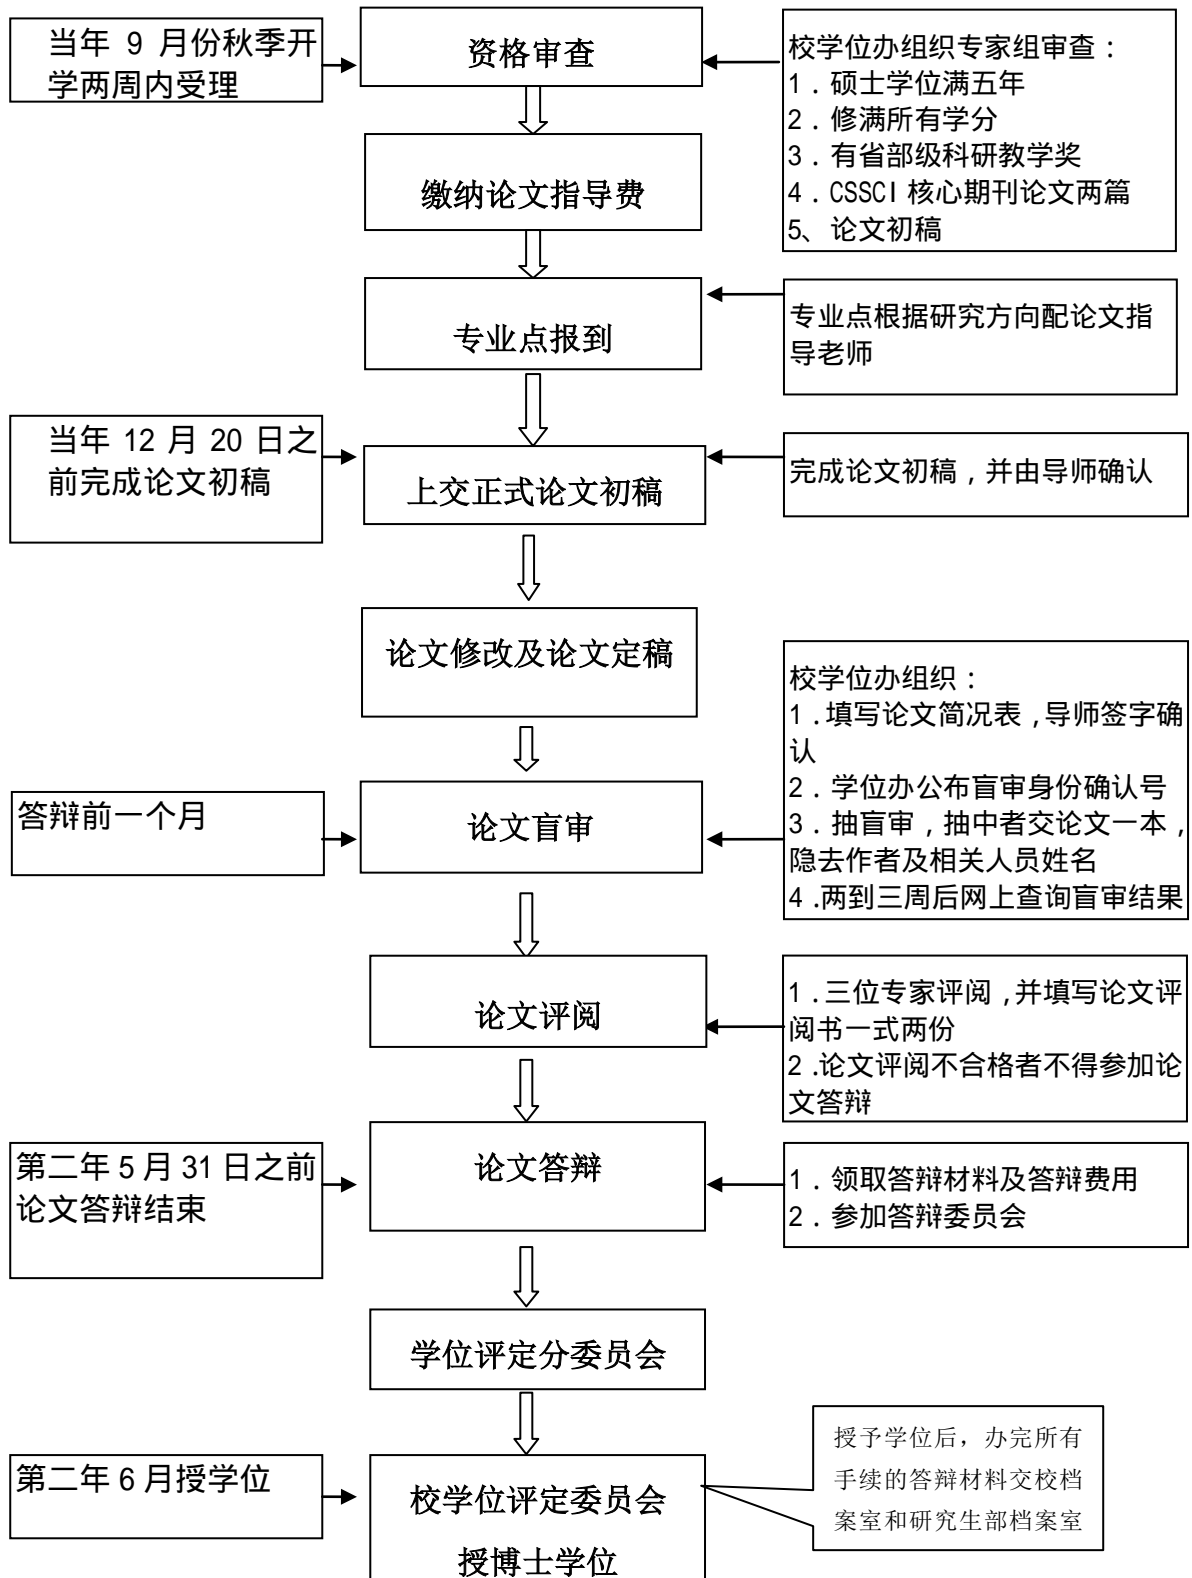 当年 9 月份秋季开
学两周内受理
资格审查
校学位办组织专家组审查：
1．硕士学位满五年
2．修满所有学分
3．有省部级科研教学奖
4．CSSCI 核心期刊论文两篇
5、论文初稿
缴纳论文指导费
专业点报到
专业点根据研究方向配论文指
导老师
当年 12 月 20 日之
前完成论文初稿
上交正式论文初稿
完成论文初稿，并由导师确认
论文修改及论文定稿
答辩前一个月
论文盲审
校学位办组织：
1．填写论文简况表，导师签字确
认
2．学位办公布盲审身份确认号
3．抽盲审，抽中者交论文一本，
隐去作者及相关人员姓名
4．两到三周后网上查询盲审结果
论文评阅
1．三位专家评阅，并填写论文评
阅书一式两份
2．论文评阅不合格者不得参加论
文答辩
第二年 5 月 31 日之前
论文答辩结束
论文答辩
1．领取答辩材料及答辩费用
2．参加答辩委员会
学位评定分委员会
第二年 6 月授学位
校学位评定委员会
授博士学位
授予学位后，办完所有
手续的答辩材料交校档
案室和研究生部档案室